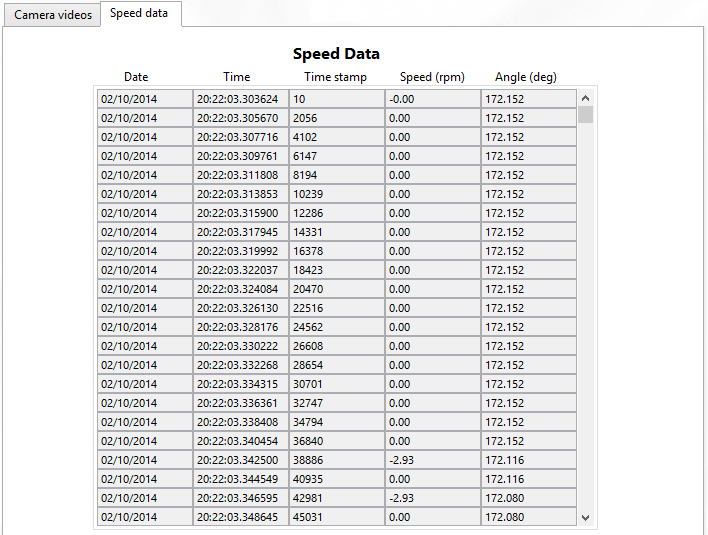 Camera videos Speed data
Speed Data
Date Time Time stamp Speed (rpm) Angle (deg)
02/10/2014 20:22:03.303624 10 -0.00 172.152
02/10/2014 20:22:03.305670 2056 0.00 172.152
02/10/2014 20:22:03.307716 4102 0.00 172.152
02/10/2014 20:22:03.309761 6147 0.00 172.152
02/10/2014 20:22:03.311808 8194 0.00 172.152
02/10/2014 20:22:03.313853 10239 0.00 172.152
02/10/2014 20:22:03.315900 12286 0.00 172.152
02/10/2014 20:22:03.317945 14331 0.00 172.152
02/10/2014 20:22:03.319992 16378 0.00 172.152
02/10/2014 20:22:03.322037 18423 0.00 172.152
02/10/2014 20:22:03.324084 20470 0.00 172.152
02/10/2014 20:22:03.326130 22516 0.00 172.152
02/10/2014 20:22:03.328176 24562 0.00 172.152
02/10/2014 20:22:03.330222 26608 0.00 172.152
02/10/2014 20:22:03.332268 28654 0.00 172.152
02/10/2014 20:22:03.334315 30701 0.00 172.152
02/10/2014 20:22:03.336361 32747 0.00 172.152
02/10/2014 20:22:03.338408 34794 0.00 172.152
02/10/2014 20:22:03.340454 36840 0.00 172.152
02/10/2014 20:22:03.342500 38886 -2.93 172.116
02/10/2014 20:22:03.344549 40935 0.00 172.116
02/10/2014 20:22:03.346595 42981 -2.93 172.080
02/10/2014 20:22:03.348645 45031 0.00 172.080